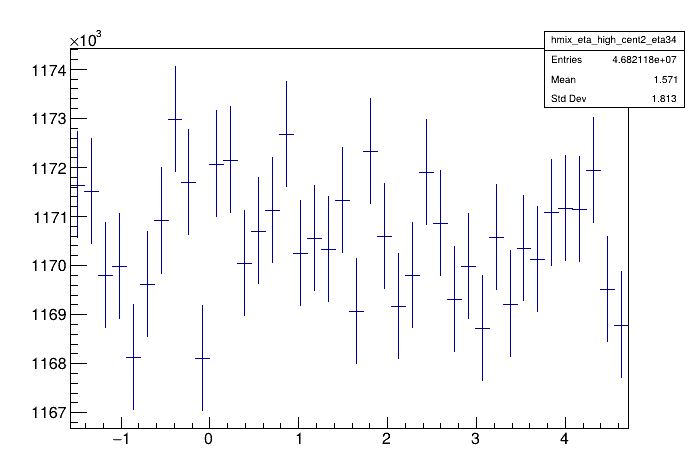 ×10³
hmix_eta_high_cent2_eta34
Entries 4.682118e+07
Mean 1.571
Std Dev 1.813
1174
1173
1172
1171
1170
1169
1168
1167
−1 0 1 2 3 4